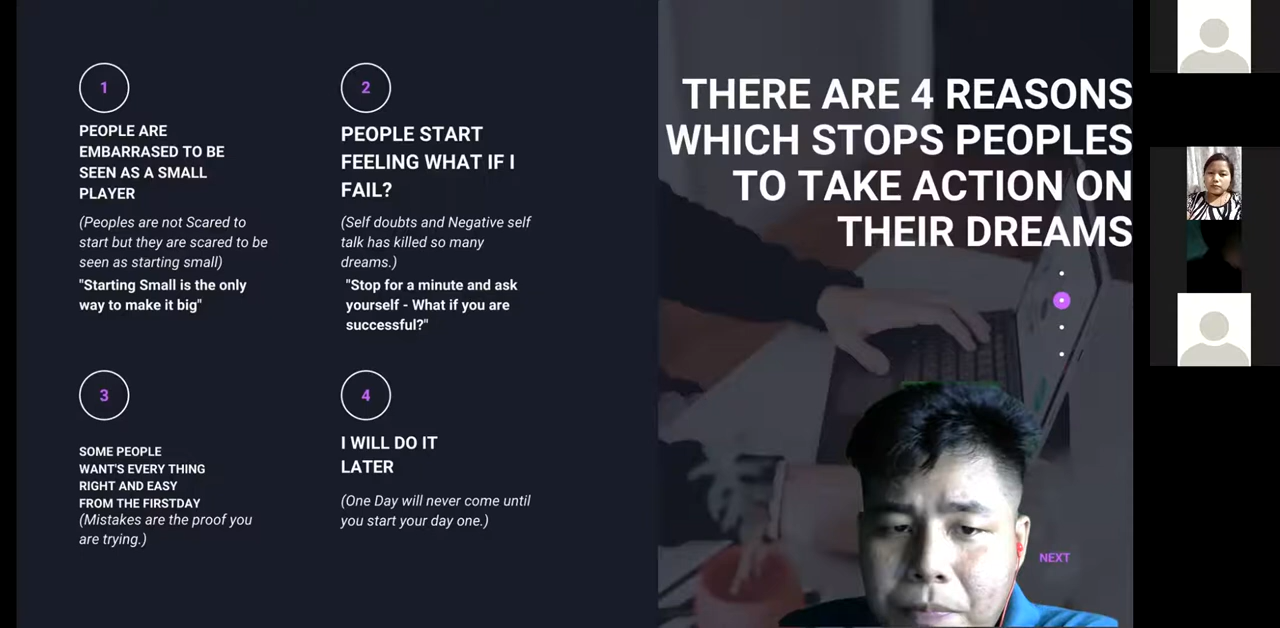 THERE ARE 4 REASONS
WHICH STOPS PEOPLES
TO TAKE ACTION ON
THEIR DREAMS
1
PEOPLE ARE
EMBARRASED TO BE
SEEN AS A SMALL
PLAYER
(Peoples are not Scared to
start but they are scared to be
seen as starting small)
"Starting Small is the only
way to make it big"
2
PEOPLE START
FEELING WHAT IF I
FAIL?
(Self doubts and Negative self
talk has killed so many
dreams.)
"Stop for a minute and ask
yourself - What if you are
successful?"
3
SOME PEOPLE
WANT'S EVERY THING
RIGHT AND EASY
FROM THE FIRSTDAY
(Mistakes are the proof you
are trying.)
4
I WILL DO IT
LATER
(One Day will never come until
you start your day one.)
NEXT